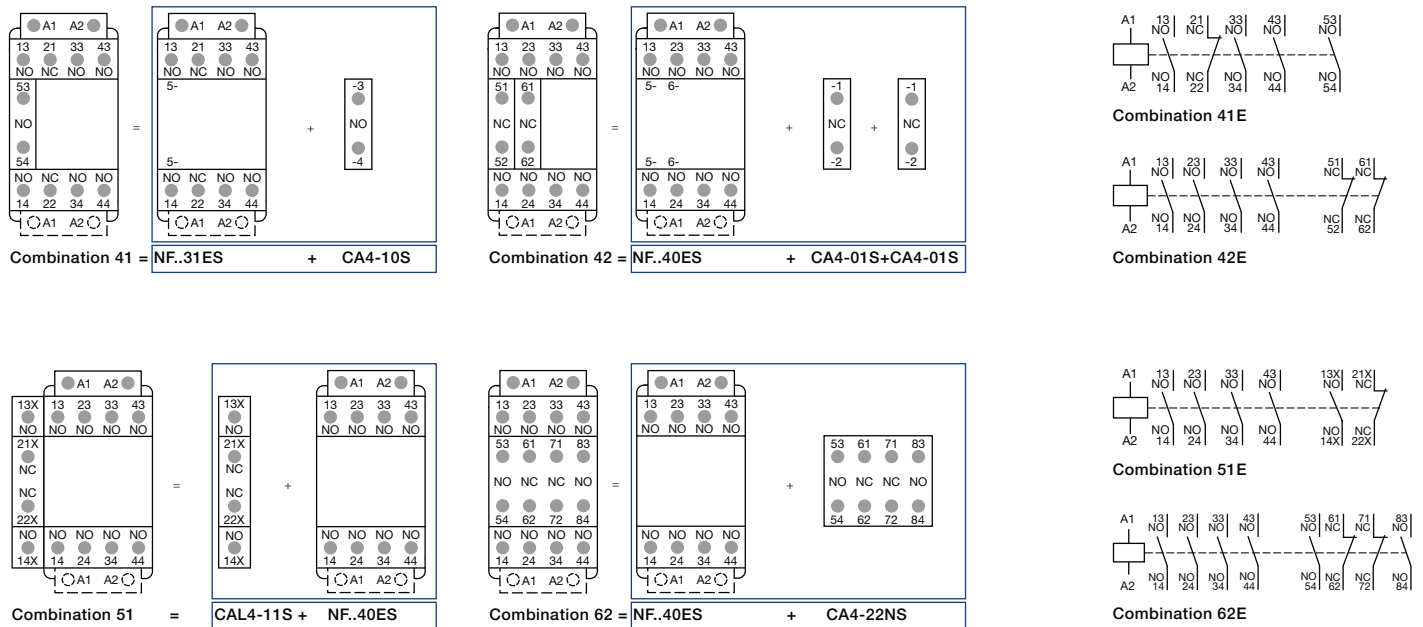 A1 A2
13 21 33 43
NO NC NO NO
53
NO
54
NO NC NO NO
14 22 34 44
A1 A2
=
A1 A2
13 21 33 43
NO NC NO NO
5-
5-
NO NC NO NO
14 22 34 44
A1 A2
+
-3
NO
-4
Combination 41 = NF..31ES + CA4-10S
A1 A2
13 23 33 43
NO NO NO NO
51 61
NC NC
52 62
NO NO NO NO
14 24 34 44
A1 A2
=
A1 A2
13 23 33 43
NO NO NO NO
5- 6-
5- 6-
NO NO NO NO
14 24 34 44
A1 A2
+
-1
NC
-2
+
-1
NC
-2
Combination 42 = NF..40ES + CA4-01S+CA4-01S
A1 13 21 33 43 53
NO NC NO NO NO
NO NC NO NO NO
A2 14 22 34 44 54
Combination 41E
A1 13 23 33 43 51 61
NO NO NO NO NC NC
NO NO NO NO NC NC
A2 14 24 34 44 52 62
Combination 42E
A1 A2
13X 13 23 33 43
NO NO NO NO NO
21X
NC
NC
22X
NO NO NO NO NO
14X 14 24 34 44
A1 A2
=
13X
NO
21X
NC
NC
22X
NO
14X
+
A1 A2
13 23 33 43
NO NO NO NO
NO NO NO NO
14 24 34 44
A1 A2
Combination 51 = CAL4-11S + NF..40ES
A1 A2
13 23 33 43
NO NO NO NO
53 61 71 83
NO NC NC NO
54 62 72 84
NO NO NO NO
14 24 34 44
A1 A2
=
A1 A2
13 23 33 43
NO NO NO NO
NO NO NO NO
14 24 34 44
A1 A2
+
53 61 71 83
NO NC NC NO
54 62 72 84
Combination 62 = NF..40ES + CA4-22NS
A1 13 23 33 43 13X 21X
NO NO NO NO NO NC
NO NO NO NO NO NC
A2 14 24 34 44 14X 22X
Combination 51E
A1 13 23 33 43 53 61 71 83
NO NO NO NO NO NC NC NO
NO NO NO NO NO NC NC NO
A2 14 24 34 44 54 62 72 84
Combination 62E